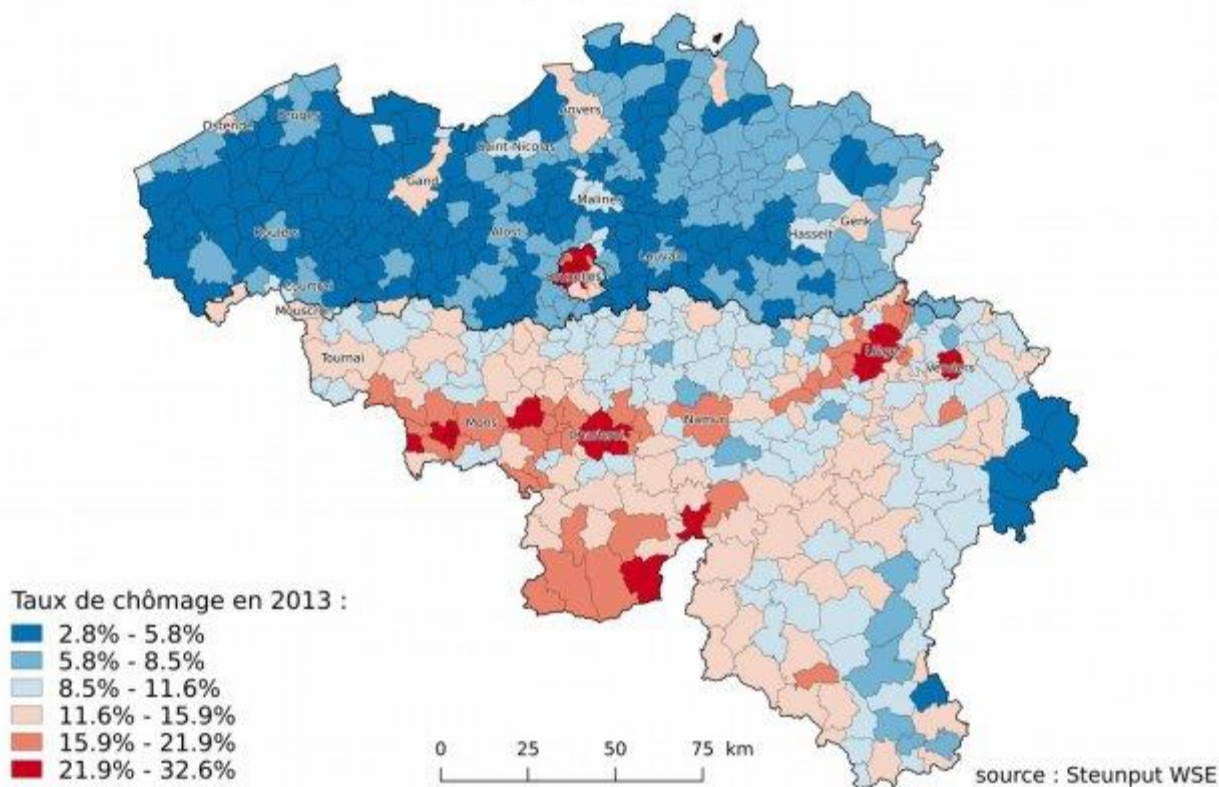 Anvers
Bruges
Ostende
Saint-Nicolas
Gand
Malines
Genk
Roulers
Alost
Hasselt
Louvain
Bruxelles
Courtrai
Mouscron
Tournai
Liège
Verviers
Mons
Namur
Charleroi
Taux de chômage en 2013 :
2.8% - 5.8%
5.8% - 8.5%
8.5% - 11.6%
11.6% - 15.9%
15.9% - 21.9%
21.9% - 32.6%
0 25 50 75 km
source : Steunput WSE